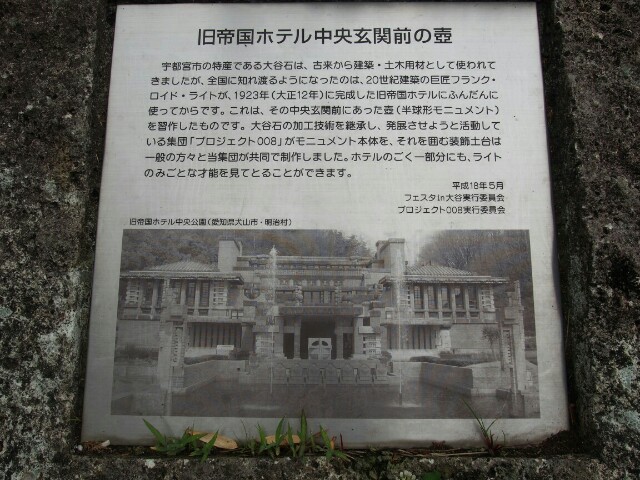 旧帝国ホテル中央玄関前の壺
宇都宮市の特産である大谷石は、古来から建築・土木用材として使われて
きましたが、全国に知れ渡るようになったのは、20世紀建築の巨匠フランク・
ロイド・ライトが、1923年(大正12年)に完成した旧帝国ホテルにふんだんに
使ってからです。これは、その中央玄関前にあった壺(半球形モニュメント)
を習作したものです。大谷石の加工技術を継承し、発展させようと活動して
いる集団「プロジェクト008」がモニュメント本体を、それを囲む装飾土台は
一般の方々と当集団が共同で制作しました。ホテルのごく一部分にも、ライト
のみごとな才能を見てとることができます。
平成18年5月
フェスタin大谷実行委員会
プロジェクト008実行委員会
旧帝国ホテル中央公園(愛知県犬山市・明治村)